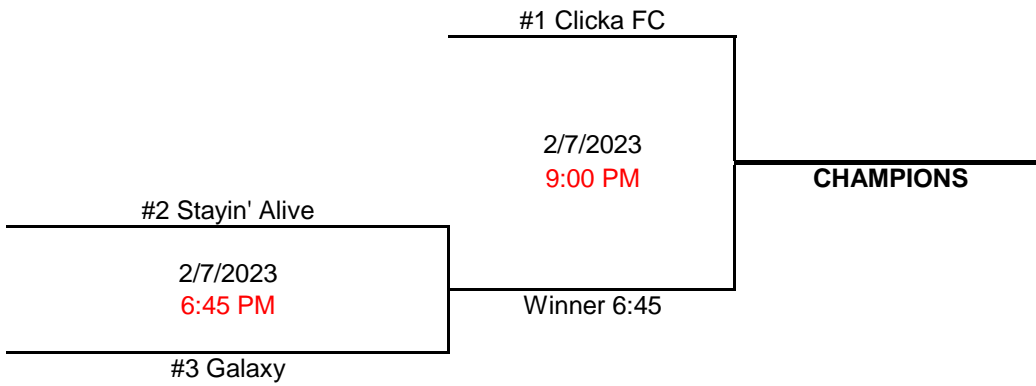 #1 Clicka FC
2/7/2023
9:00 PM
CHAMPIONS
#2 Stayin' Alive
2/7/2023
6:45 PM
Winner 6:45
#3 Galaxy